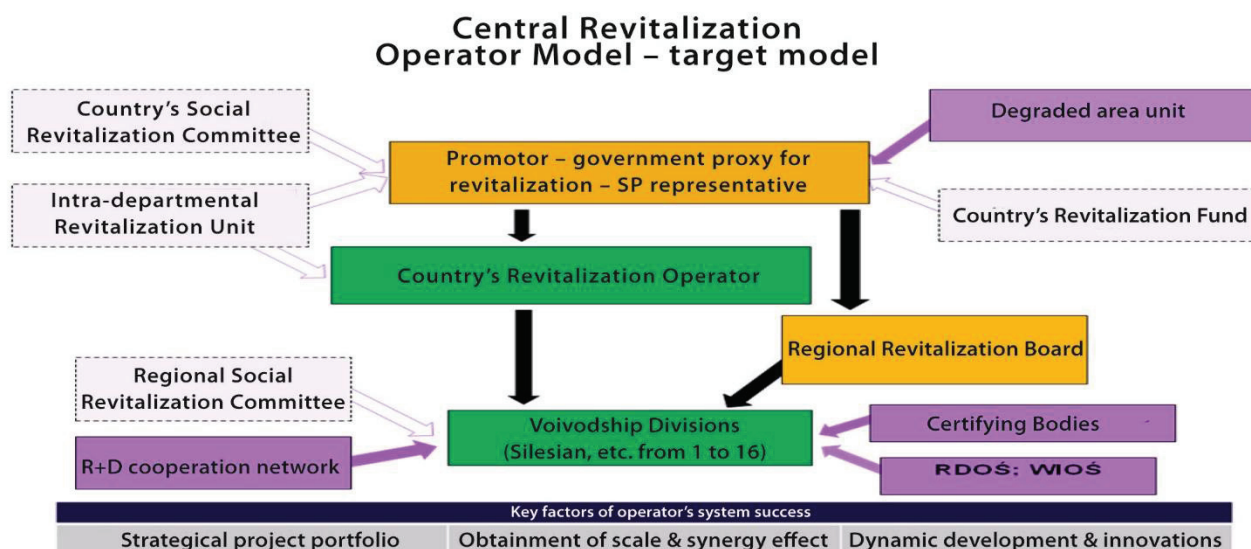 Central Revitalization
Operator Model – target model
Country's Social
Revitalization Committee
Degraded area unit
Promotor – government proxy for
revitalization – SP representative
Intra-departmental
Revitalization Unit
Country's Revitalization Fund
Country's Revitalization Operator
Regional Revitalization Board
Regional Social
Revitalization Committee
Voivodship Divisions
(Silesian, etc. from 1 to 16)
Certifying Bodies
R+D cooperation network
RDOŚ; WIOŚ
Key factors of operator's system success
Strategical project portfolio
Obtainment of scale & synergy effect
Dynamic development & innovations